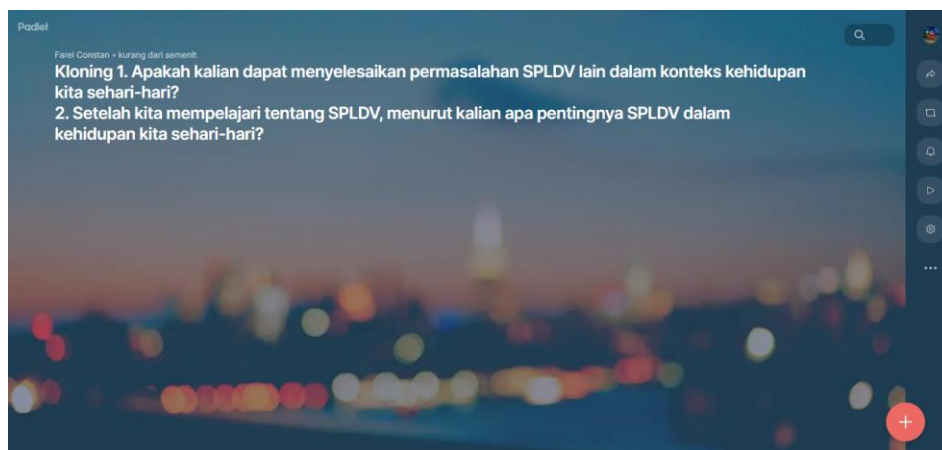 Padlet
Farel Constan • kurang dari semenit
Kloning 1. Apakah kalian dapat menyelesaikan permasalahan SPLDV lain dalam konteks kehidupan
kita sehari-hari?
2. Setelah kita mempelajari tentang SPLDV, menurut kalian apa pentingnya SPLDV dalam
kehidupan kita sehari-hari?